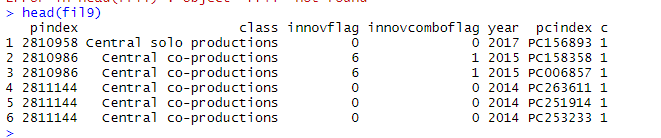 > head(fil9)
pindex class innovflag innovcomboflag year pcindex c
1 2810958 Central solo productions 0 0 2017 PC156893 1
2 2810986 Central co-productions 6 1 2015 PC158358 1
3 2810986 Central co-productions 6 1 2015 PC006857 1
4 2811144 Central co-productions 0 0 2014 PC263611 1
5 2811144 Central co-productions 0 0 2014 PC251914 1
6 2811144 Central co-productions 0 0 2014 PC253233 1
>